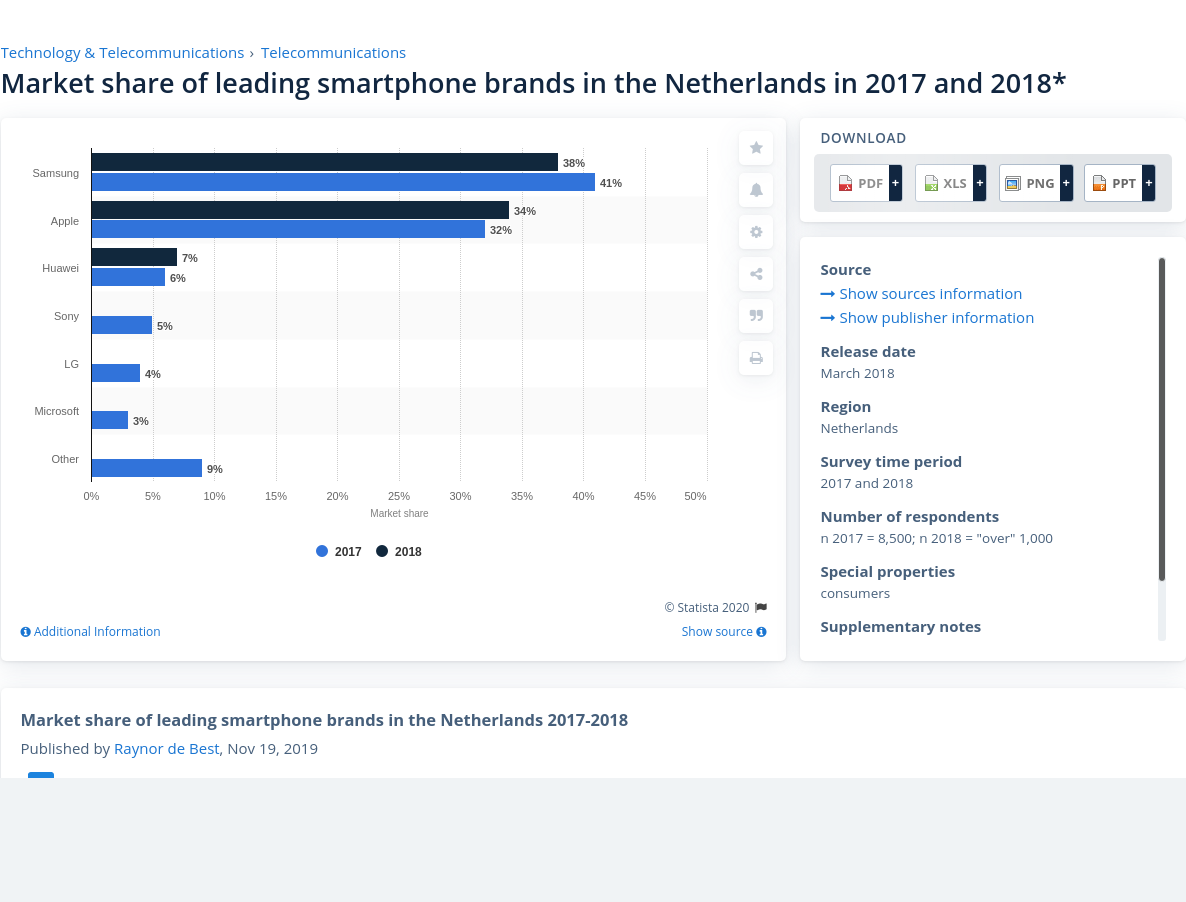 Technology & Telecommunications › Telecommunications
Market share of leading smartphone brands in the Netherlands in 2017 and 2018*
Samsung
38%
41%
Apple
34%
32%
Huawei
7%
6%
Sony
5%
LG
4%
Microsoft
3%
Other
9%
0% 5% 10% 15% 20% 25% 30% 35% 40% 45% 50%
Market share
2017 2018
© Statista 2020
Additional Information
Show source
DOWNLOAD
PDF + XLS + PNG + PPT +
Source
Show sources information
Show publisher information
Release date
March 2018
Region
Netherlands
Survey time period
2017 and 2018
Number of respondents
n 2017 = 8,500; n 2018 = "over" 1,000
Special properties
consumers
Supplementary notes
Market share of leading smartphone brands in the Netherlands 2017-2018
Published by Raynor de Best, Nov 19, 2019